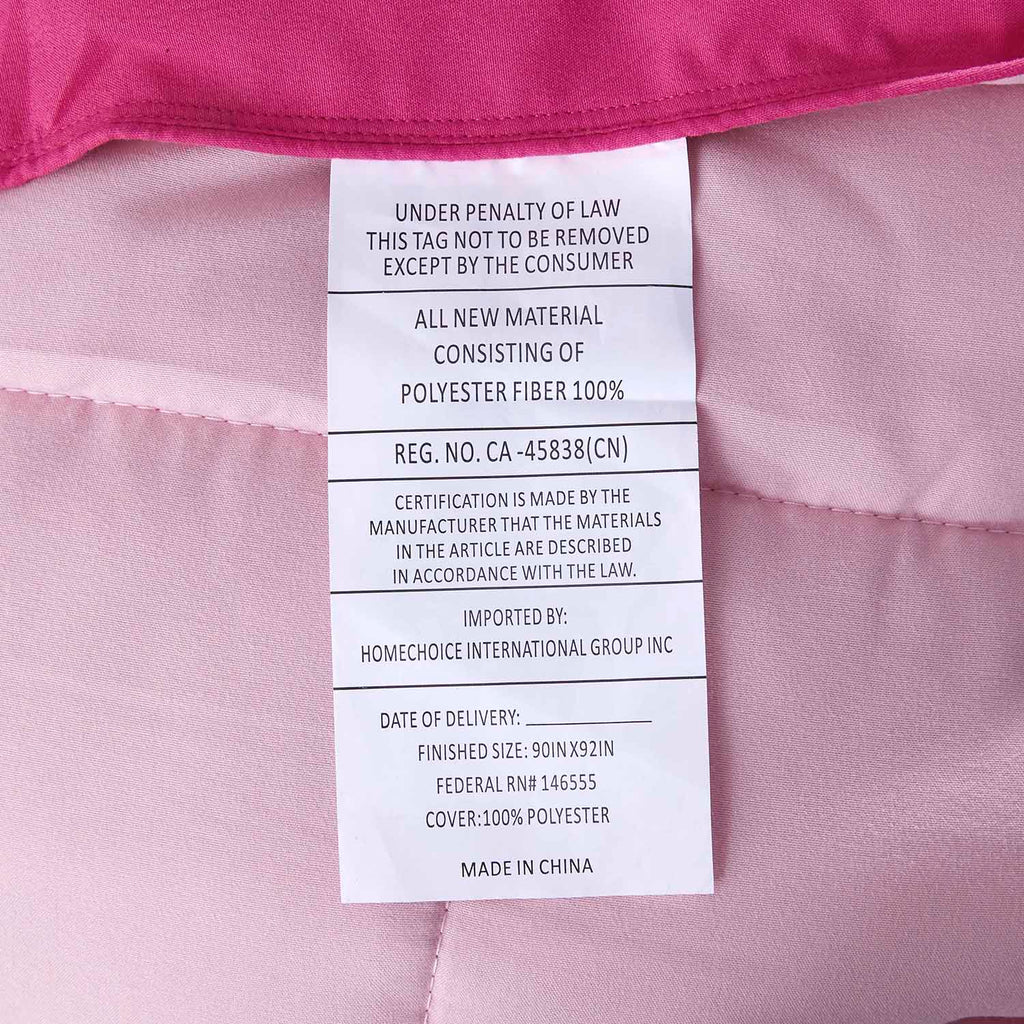 UNDER PENALTY OF LAW
THIS TAG NOT TO BE REMOVED
EXCEPT BY THE CONSUMER
ALL NEW MATERIAL
CONSISTING OF
POLYESTER FIBER 100%
REG. NO. CA -45838(CN)
CERTIFICATION IS MADE BY THE
MANUFACTURER THAT THE MATERIALS
IN THE ARTICLE ARE DESCRIBED
IN ACCORDANCE WITH THE LAW.
IMPORTED BY:
HOMECHOICE INTERNATIONAL GROUP INC
DATE OF DELIVERY: ____________
FINISHED SIZE: 90INX92IN
FEDERAL RN# 146555
COVER:100% POLYESTER
MADE IN CHINA